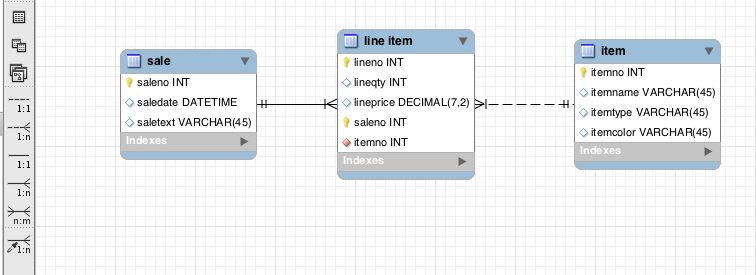 1:1
1:n
1:1
1:n
n:m
1:n
sale
saleno INT
saledate DATETIME
saletext VARCHAR(45)
Indexes
line item
lineno INT
lineqty INT
lineprice DECIMAL(7,2)
saleno INT
itemno INT
Indexes
item
itemno INT
itemname VARCHAR(45)
itemtype VARCHAR(45)
itemcolor VARCHAR(45)
Indexes